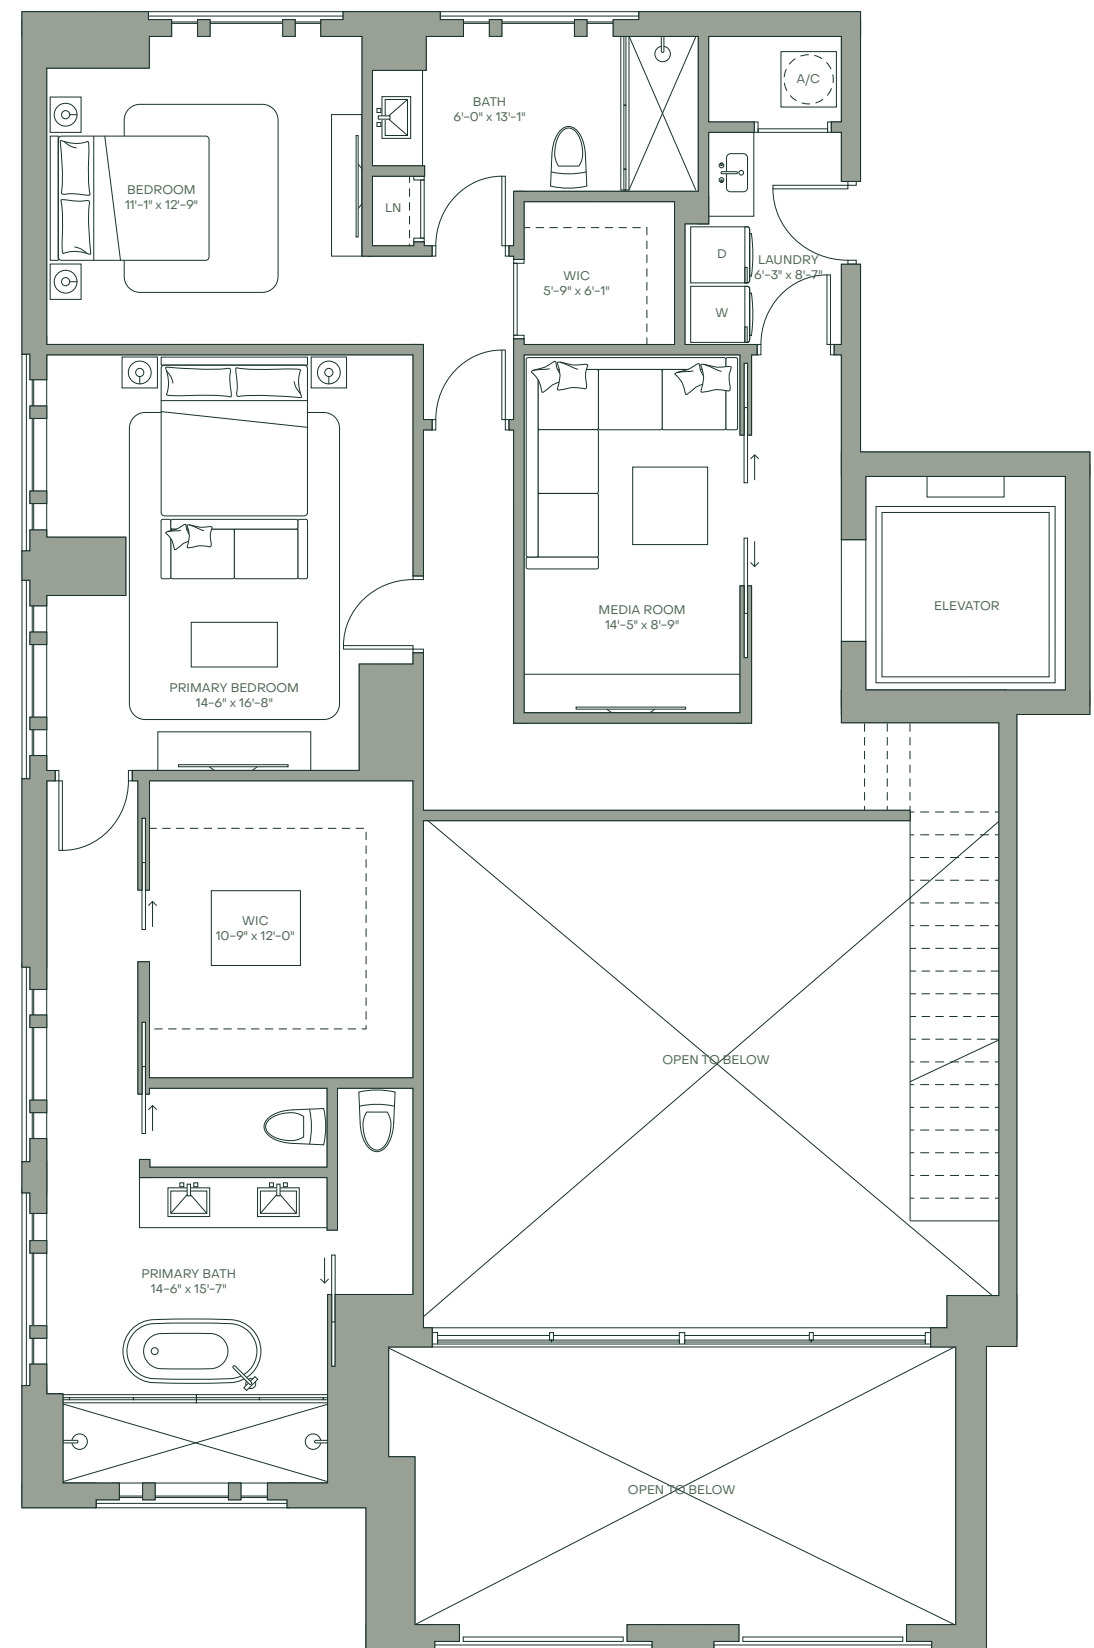 A/C
BATH
6'-0" x 13'-1"
BEDROOM
11'-1" x 12'-9"
LN
D
LAUNDRY
6'-3" x 8'-7"
WIC
5'-9" x 6'-1"
W
ELEVATOR
MEDIA ROOM
14'-5" x 8'-9"
PRIMARY BEDROOM
14-6" x 16'-8"
WIC
10-9" x 12'-0"
OPEN TO BELOW
PRIMARY BATH
14-6" x 15'-7"
OPEN TO BELOW